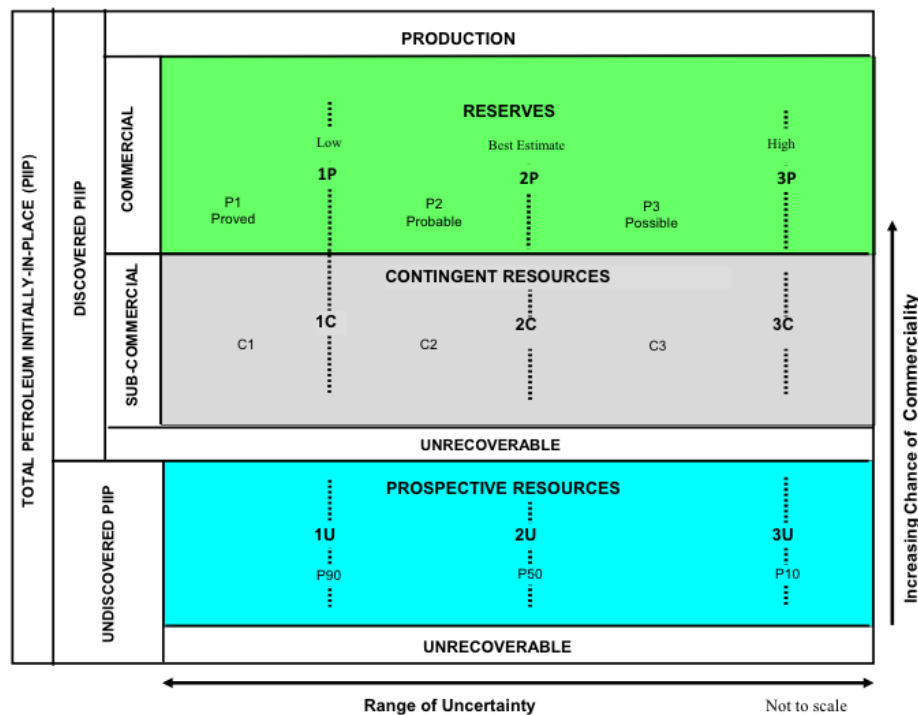 TOTAL PETROLEUM INITIALLY-IN-PLACE (PIIP)
DISCOVERED PIIP
UNDISCOVERED PIIP
COMMERCIAL
SUB-COMMERCIAL
PRODUCTION
RESERVES
Low
Best Estimate
High
1P
2P
3P
P1
Proved
P2
Probable
P3
Possible
CONTINGENT RESOURCES
1C
2C
3C
C1
C2
C3
UNRECOVERABLE
PROSPECTIVE RESOURCES
1U
2U
3U
P90
P50
P10
UNRECOVERABLE
Increasing Chance of Commerciality
Range of Uncertainty
Not to scale